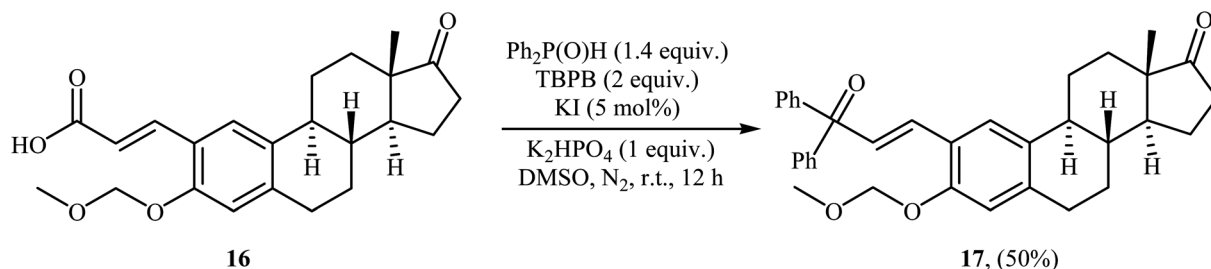 O
Ph₂P(O)H (1.4 equiv.)
TBPB (2 equiv.)
KI (5 mol%)
K₂HPO₄ (1 equiv.)
DMSO, N₂, r.t., 12 h
O
HO
H
H
H
O
O
16
O
Ph
O
Ph
H
H
H
O
O
17, (50%)